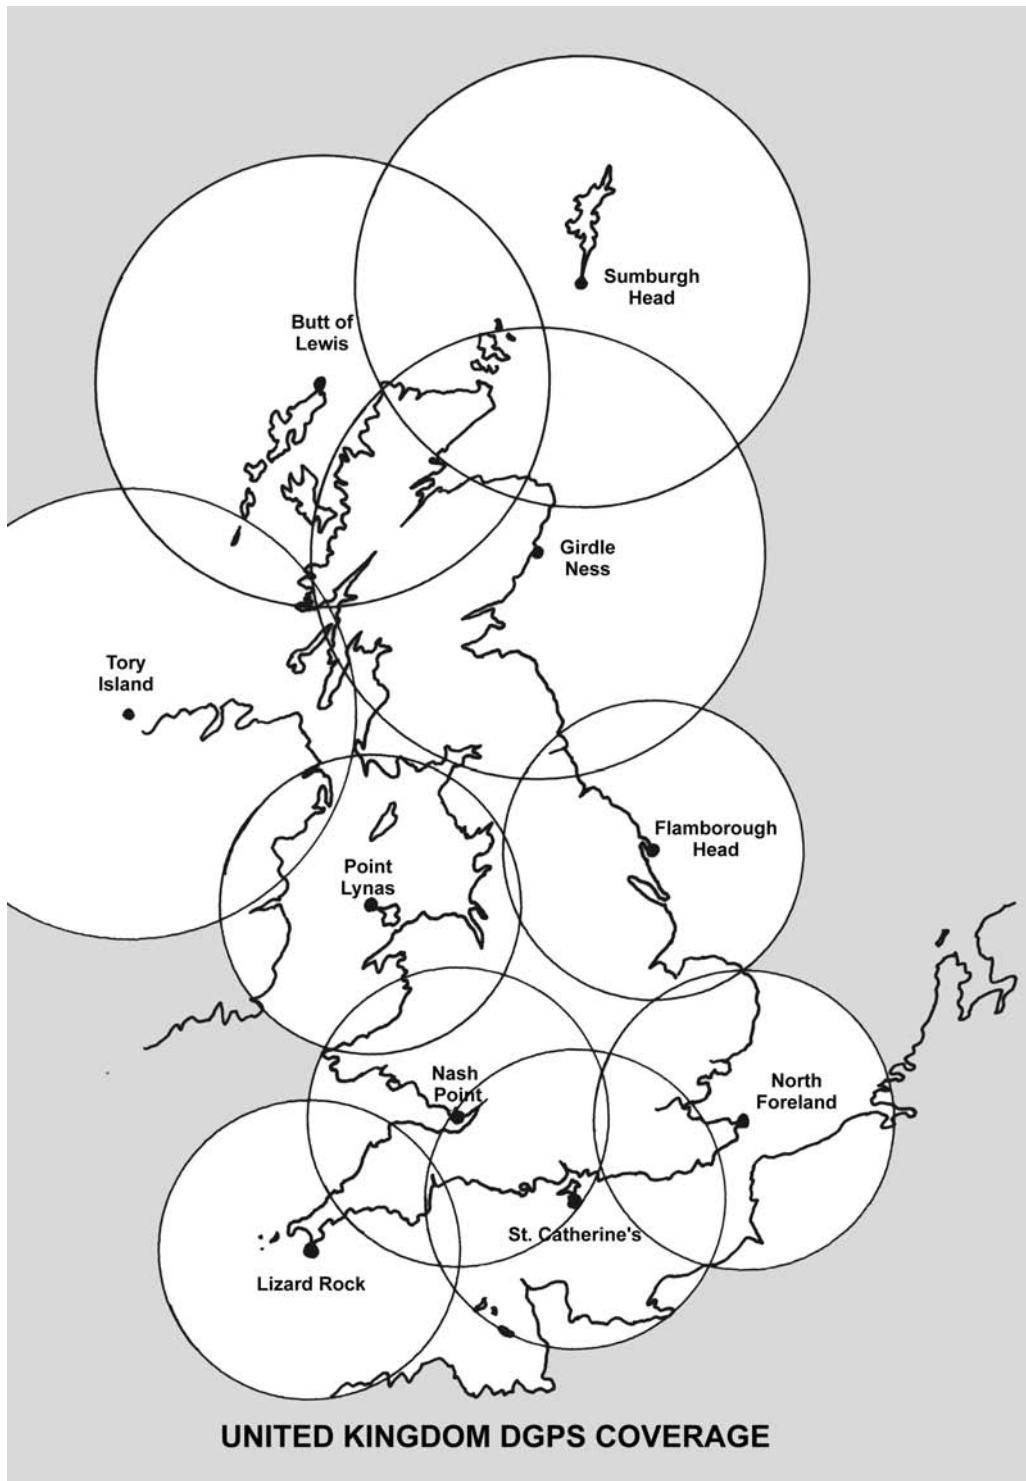 Sumburgh
Head
Butt of
Lewis
Girdle
Ness
Tory
Island
Flamborough
Head
Point
Lynas
Nash
Point
North
Foreland
St. Catherine's
Lizard Rock
UNITED KINGDOM DGPS COVERAGE